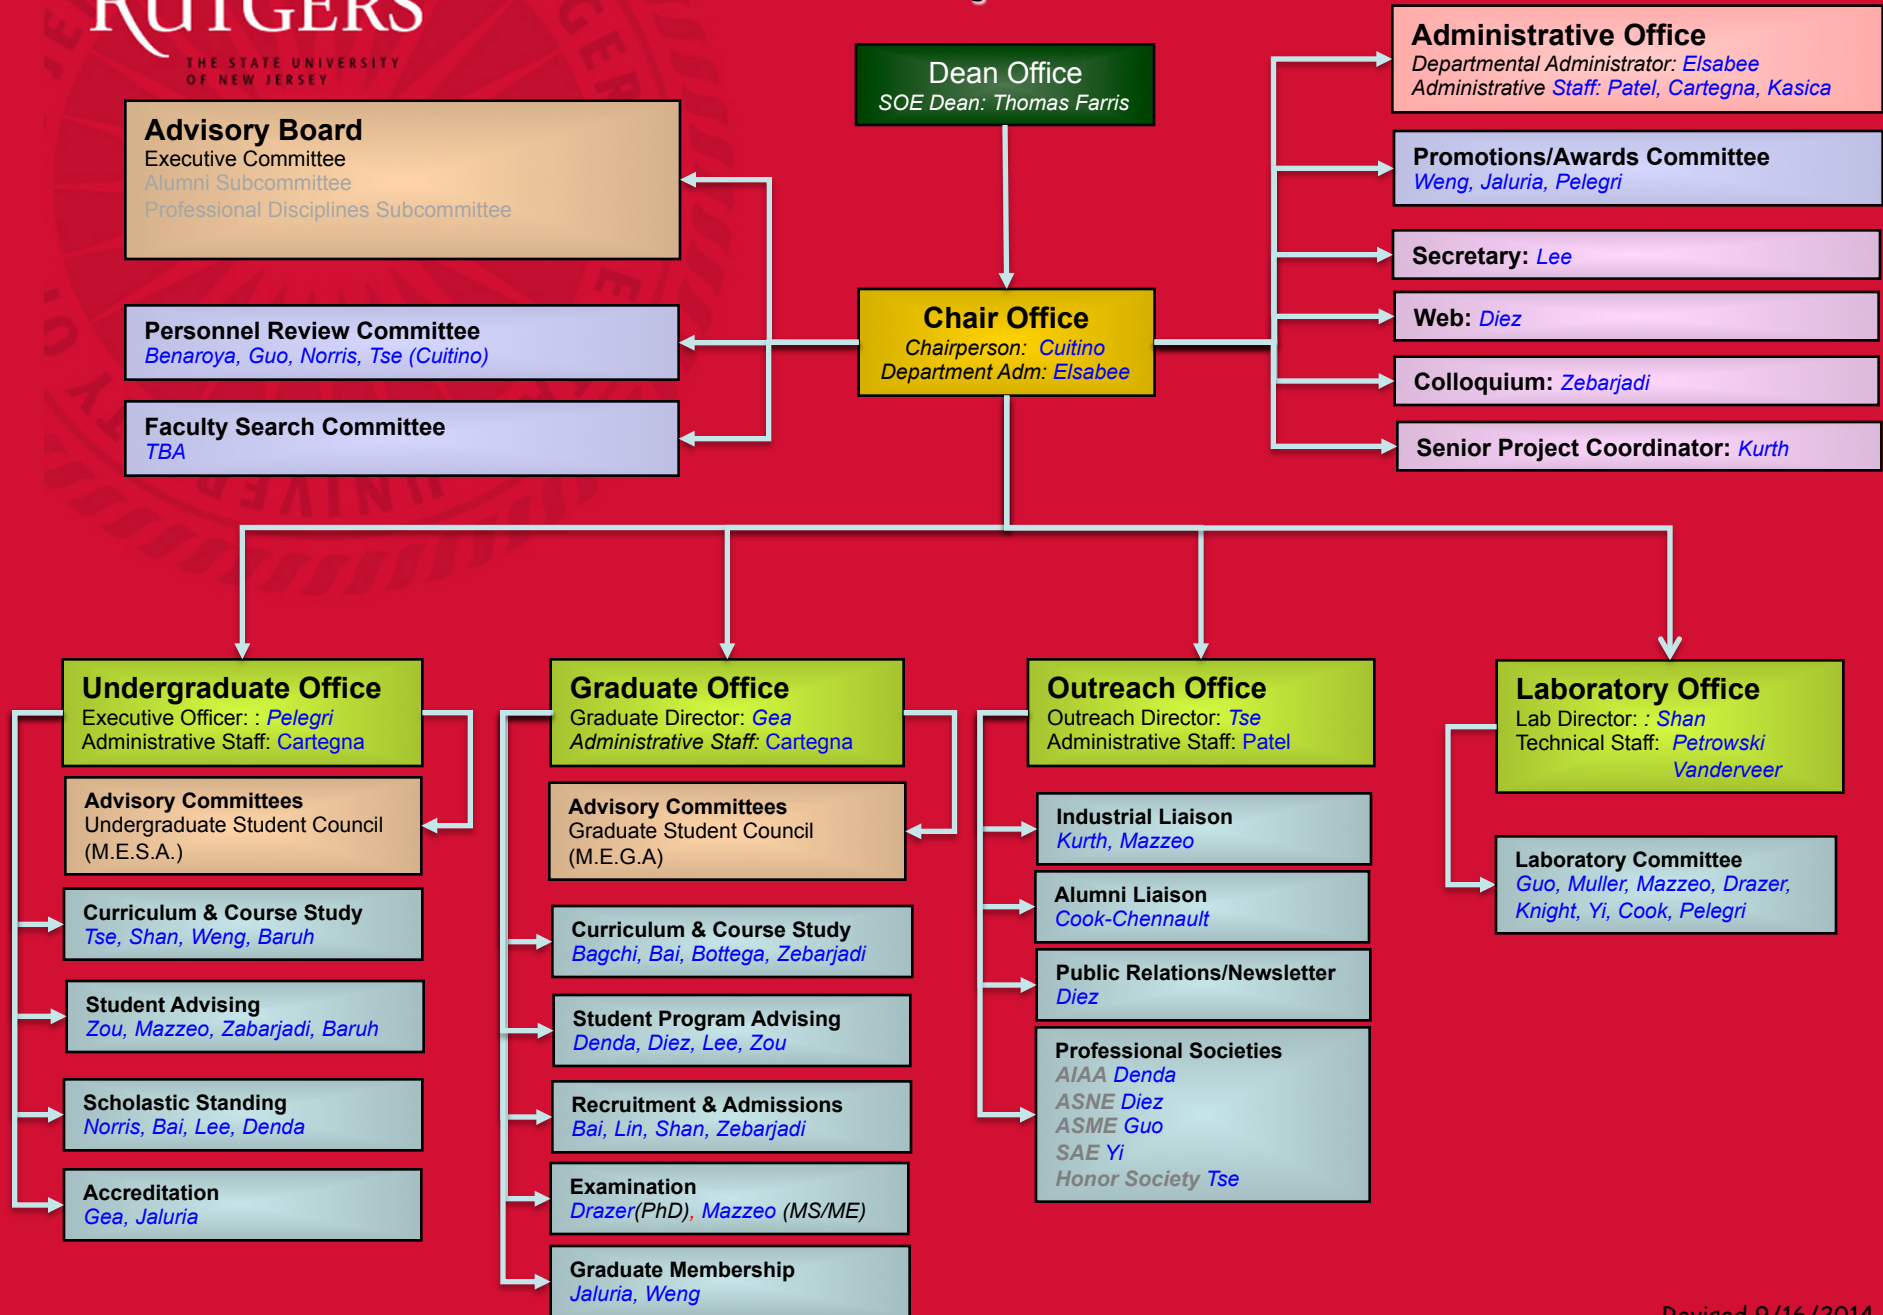 RUTGERS
THE STATE UNIVERSITY
OF NEW JERSEY
Dean Office
SOE Dean: Thomas Farris
Administrative Office
Departmental Administrator: Elsabee
Administrative Staff: Patel, Cartegna, Kasica
Advisory Board
Executive Committee
Alumni Subcommittee
Professional Disciplines Subcommittee
Promotions/Awards Committee
Weng, Jaluria, Pelegri
Secretary: Lee
Personnel Review Committee
Benaroya, Guo, Norris, Tse (Cuitino)
Chair Office
Chairperson: Cuitino
Department Adm: Elsabee
Web: Diez
Colloquium: Zebarjadi
Faculty Search Committee
TBA
Senior Project Coordinator: Kurth
Undergraduate Office
Executive Officer: : Pelegri
Administrative Staff: Cartegna
Advisory Committees
Undergraduate Student Council
(M.E.S.A.)
Curriculum & Course Study
Tse, Shan, Weng, Baruh
Student Advising
Zou, Mazzeo, Zabarjadi, Baruh
Scholastic Standing
Norris, Bai, Lee, Denda
Accreditation
Gea, Jaluria
Graduate Office
Graduate Director: Gea
Administrative Staff: Cartegna
Advisory Committees
Graduate Student Council
(M.E.G.A)
Curriculum & Course Study
Bagchi, Bai, Bottega, Zebarjadi
Student Program Advising
Denda, Diez, Lee, Zou
Recruitment & Admissions
Bai, Lin, Shan, Zebarjadi
Examination
Drazer(PhD), Mazzeo (MS/ME)
Graduate Membership
Jaluria, Weng
Outreach Office
Outreach Director: Tse
Administrative Staff: Patel
Industrial Liaison
Kurth, Mazzeo
Alumni Liaison
Cook-Chennault
Public Relations/Newsletter
Diez
Professional Societies
AIAA Denda
ASNE Diez
ASME Guo
SAE Yi
Honor Society Tse
Laboratory Office
Lab Director: : Shan
Technical Staff: Petrowski
Vanderveer
Laboratory Committee
Guo, Muller, Mazzeo, Drazer,
Knight, Yi, Cook, Pelegri
Revised 9/16/2014